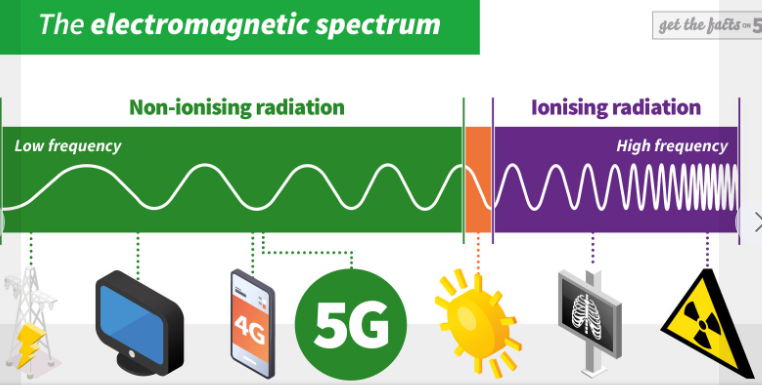 The electromagnetic spectrum
get the facts ON 5
Non-ionising radiation
Ionising radiation
Low frequency
High frequency
4G
5G